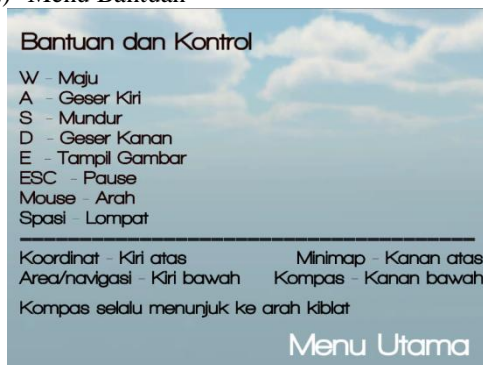 Menu Bantuan
Bantuan dan Kontrol
W - Maju
A - Geser Kiri
S - Mundur
D - Geser Kanan
E - Tampil Gambar
ESC - Pause
Mouse - Arah
Spasi - Lompat
Koordinat - Kiri atas Minimap - Kanan atas
Area/navigasi - Kiri bawah Kompas - Kanan bawah
Kompas selalu menunjuk ke arah kiblat
Menu Utama